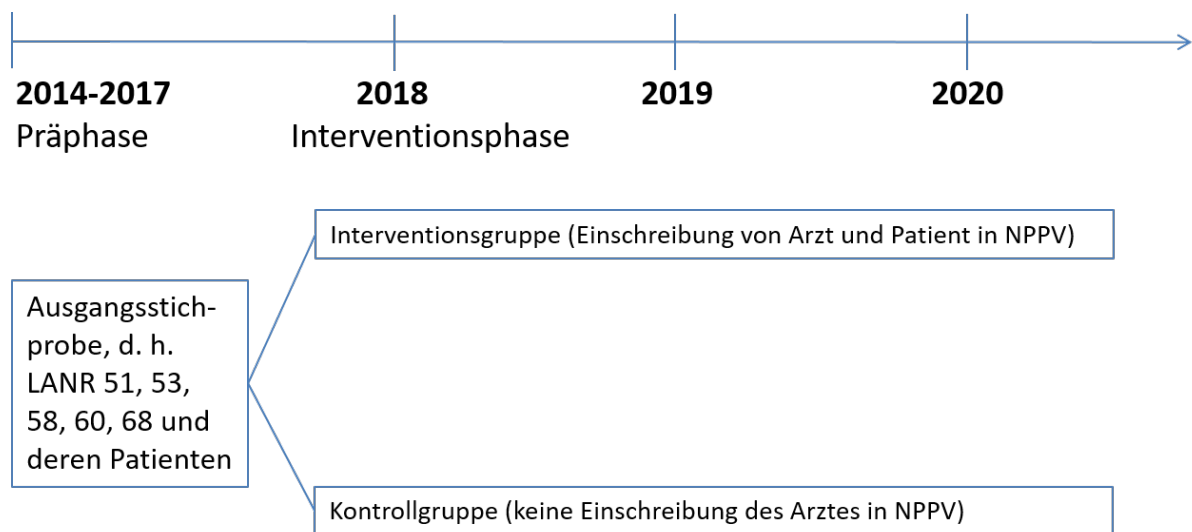 2014-2017 2018 2019 2020
Präphase Interventionsphase
Interventionsgruppe (Einschreibung von Arzt und Patient in NPPV)
Ausgangsstich-
probe, d. h.
LANR 51, 53,
58, 60, 68 und
deren Patienten
Kontrollgruppe (keine Einschreibung des Arztes in NPPV)